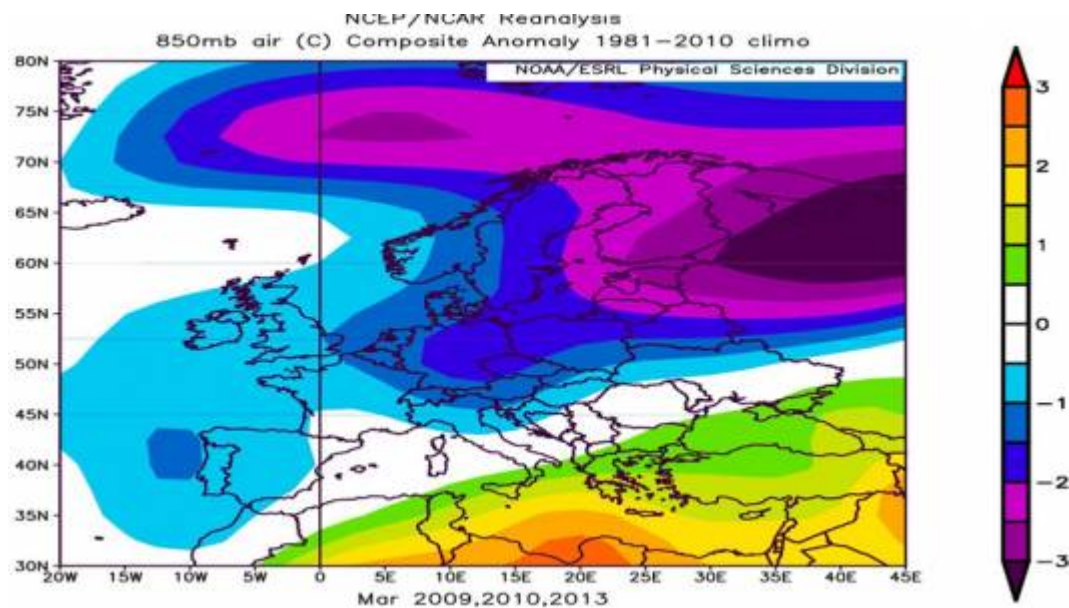 NCEP/NCAR Reanalysis
850mb air (C) Composite Anomaly 1981-2010 climo
NOAA/ESRL Physical Sciences Division
80N
75N
70N
65N
60N
55N
50N
45N
40N
35N
30N
20W 15W 10W 5W 0 5E 10E 15E 20E 25E 30E 35E 40E 45E
Mar 2009,2010,2013
3
2
1
0
-1
-2
-3